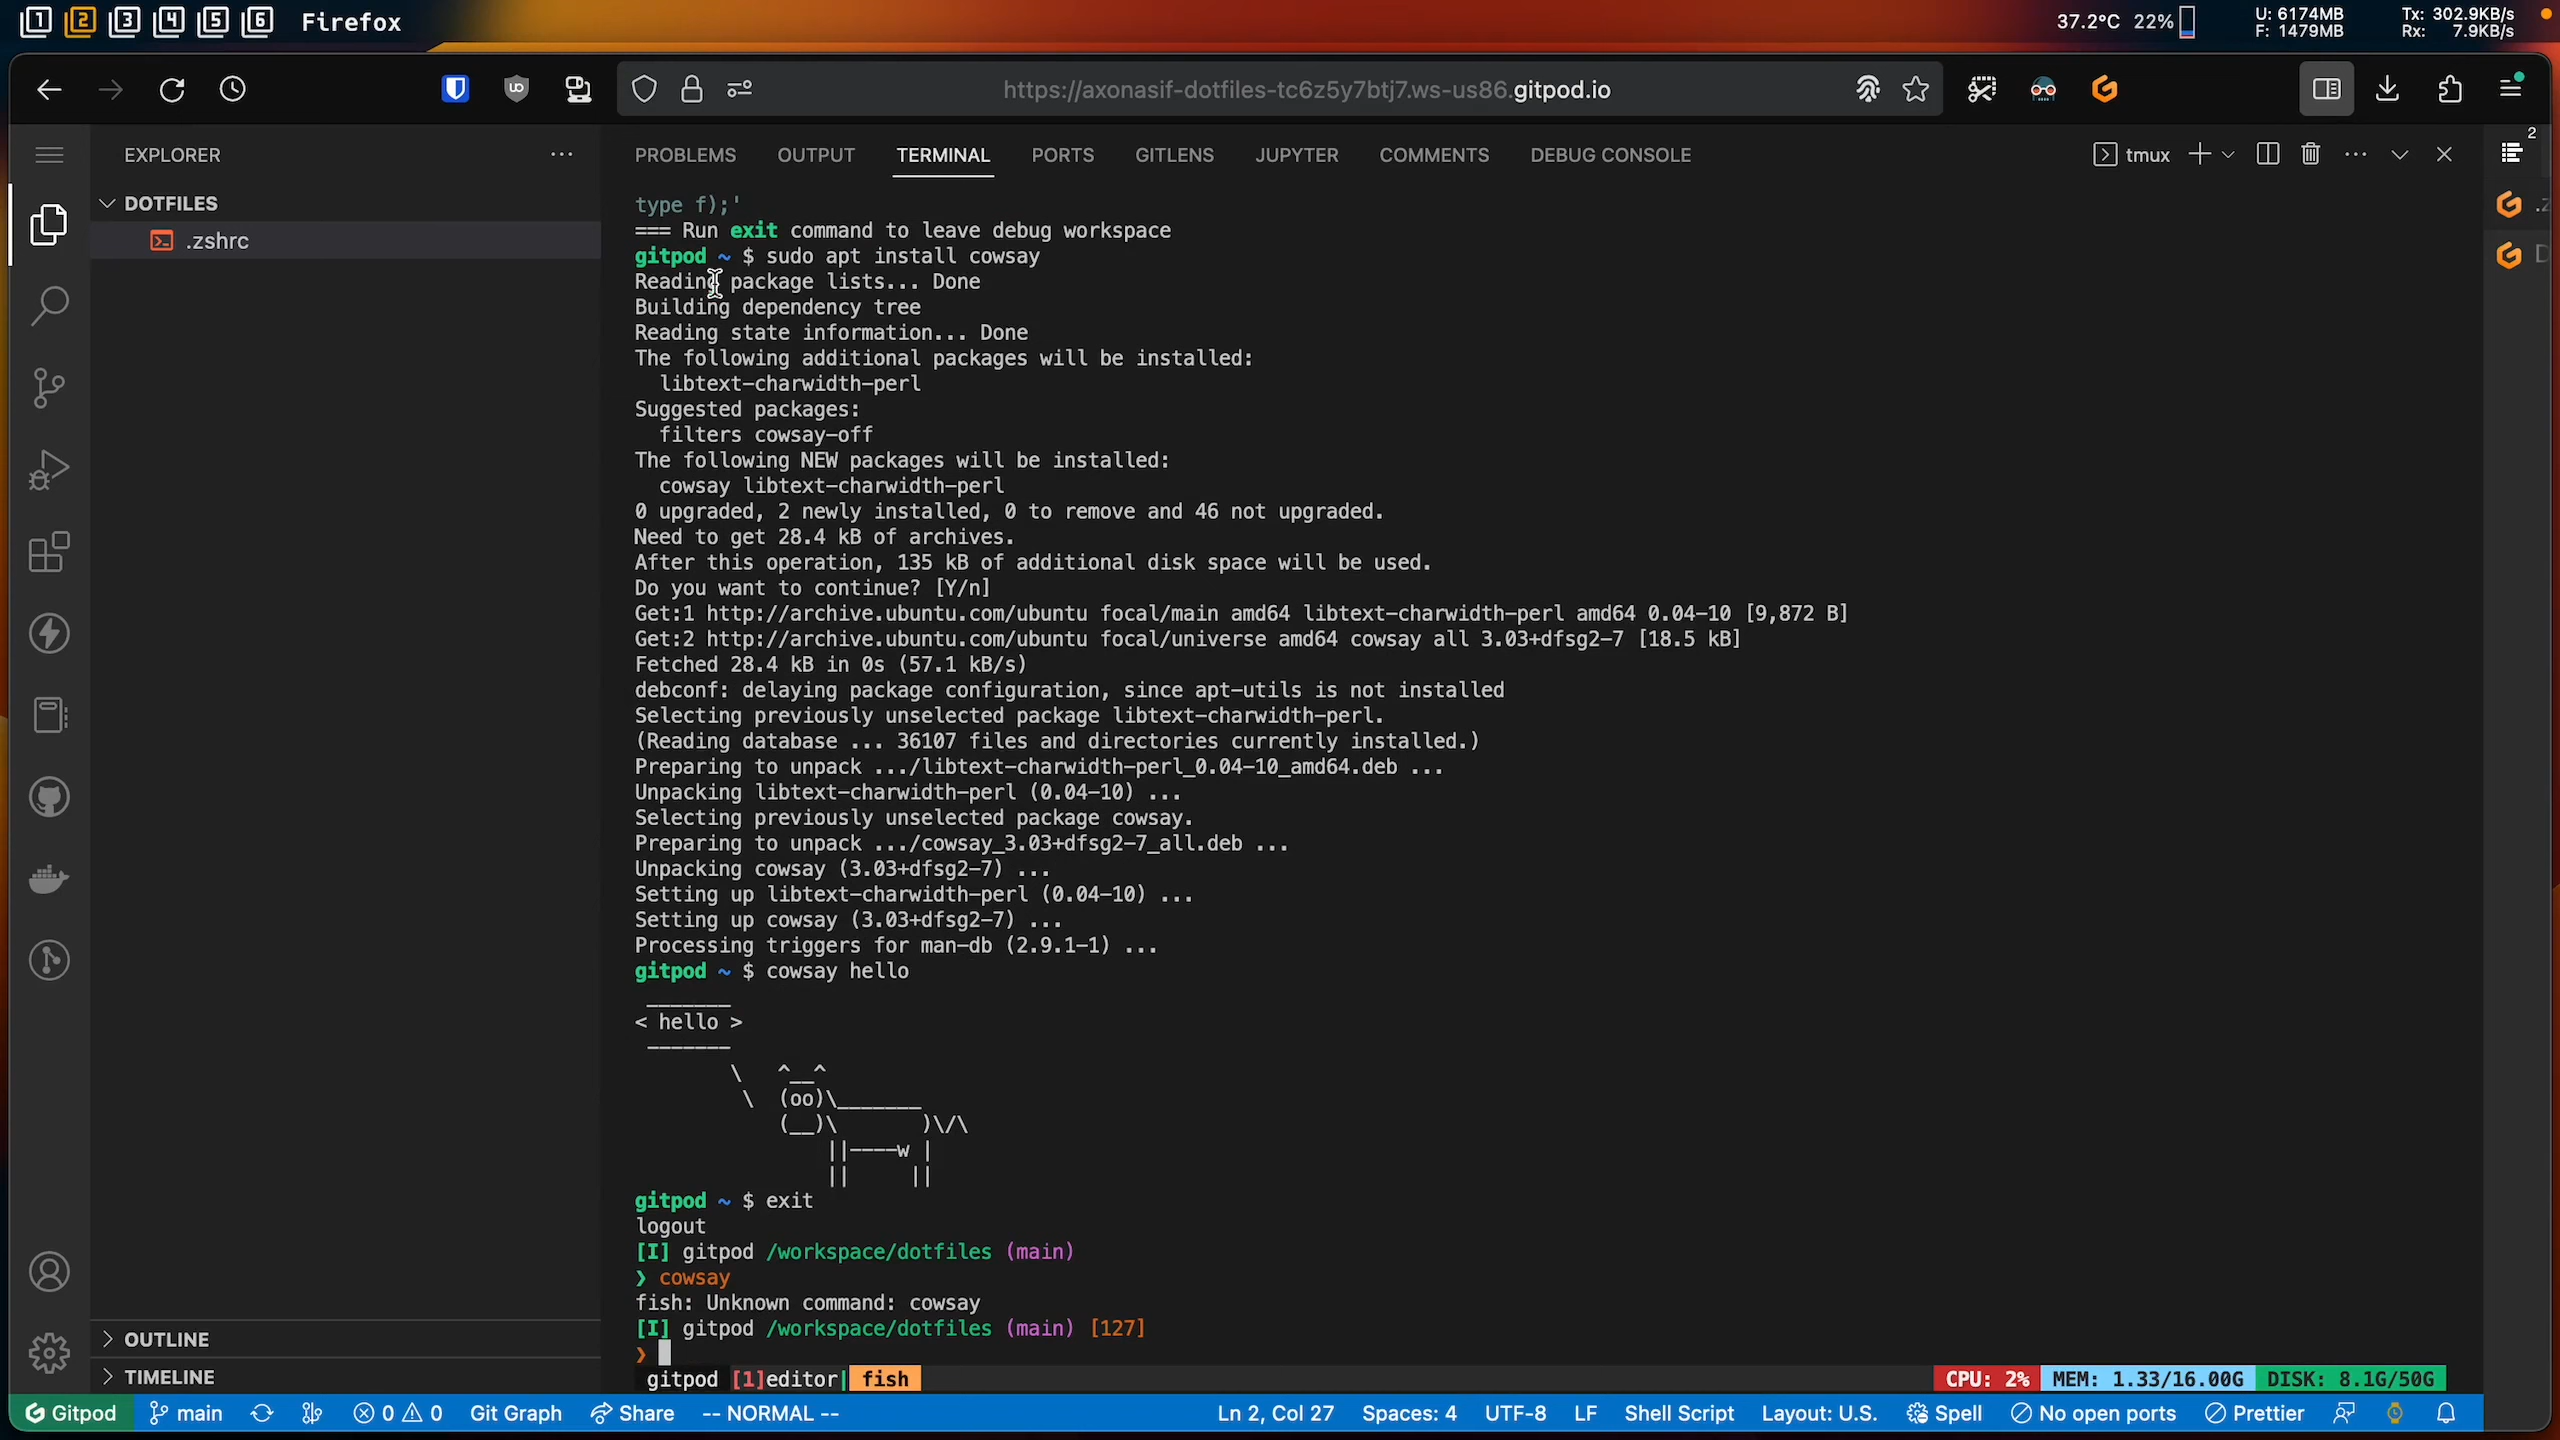 1 2 3 4 5 6 Firefox 37.2°C 22% U: 6174MB Tx: 302.9KB/s
F: 1479MB Rx: 7.9KB/s
https://axonasif-dotfiles-tc6z5y7btj7.ws-us86.gitpod.io
EXPLORER
DOTFILES
.zshrc
OUTLINE
TIMELINE
PROBLEMS OUTPUT TERMINAL PORTS GITLENS JUPYTER COMMENTS DEBUG CONSOLE tmux 2
type f);'
=== Run exit command to leave debug workspace
gitpod ~ $ sudo apt install cowsay
Reading package lists... Done
Building dependency tree
Reading state information... Done
The following additional packages will be installed:
  libtext-charwidth-perl
Suggested packages:
  filters cowsay-off
The following NEW packages will be installed:
  cowsay libtext-charwidth-perl
0 upgraded, 2 newly installed, 0 to remove and 46 not upgraded.
Need to get 28.4 kB of archives.
After this operation, 135 kB of additional disk space will be used.
Do you want to continue? [Y/n]
Get:1 http://archive.ubuntu.com/ubuntu focal/main amd64 libtext-charwidth-perl amd64 0.04-10 [9,872 B]
Get:2 http://archive.ubuntu.com/ubuntu focal/universe amd64 cowsay all 3.03+dfsg2-7 [18.5 kB]
Fetched 28.4 kB in 0s (57.1 kB/s)
debconf: delaying package configuration, since apt-utils is not installed
Selecting previously unselected package libtext-charwidth-perl.
(Reading database ... 36107 files and directories currently installed.)
Preparing to unpack .../libtext-charwidth-perl_0.04-10_amd64.deb ...
Unpacking libtext-charwidth-perl (0.04-10) ...
Selecting previously unselected package cowsay.
Preparing to unpack .../cowsay_3.03+dfsg2-7_all.deb ...
Unpacking cowsay (3.03+dfsg2-7) ...
Setting up libtext-charwidth-perl (0.04-10) ...
Setting up cowsay (3.03+dfsg2-7) ...
Processing triggers for man-db (2.9.1-1) ...
gitpod ~ $ cowsay hello
 _______
< hello >
 -------
        \   ^__^
         \  (oo)\_______
            (__)\       )\/\
                ||----w |
                ||     ||
gitpod ~ $ exit
logout
[I] gitpod /workspace/dotfiles (main)
❯ cowsay
fish: Unknown command: cowsay
[I] gitpod /workspace/dotfiles (main) [127]
❯
gitpod [1]editor| fish CPU: 2% MEM: 1.33/16.00G DISK: 8.1G/50G
Gitpod main 0 0 Git Graph Share -- NORMAL -- Ln 2, Col 27 Spaces: 4 UTF-8 LF Shell Script Layout: U.S. Spell No open ports Prettier